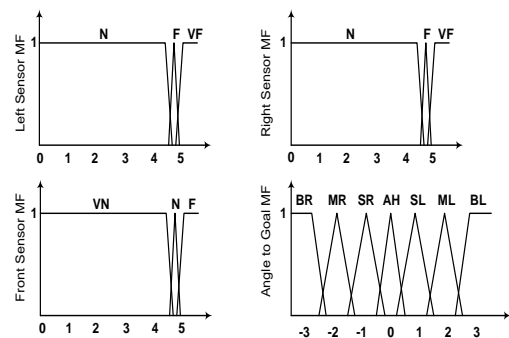 Left Sensor MF
1
N F VF
0 1 2 3 4 5
Right Sensor MF
1
N F VF
0 1 2 3 4 5
Front Sensor MF
1
VN N F
0 1 2 3 4 5
Angle to Goal MF
1
BR MR SR AH SL ML BL
-3 -2 -1 0 1 2 3